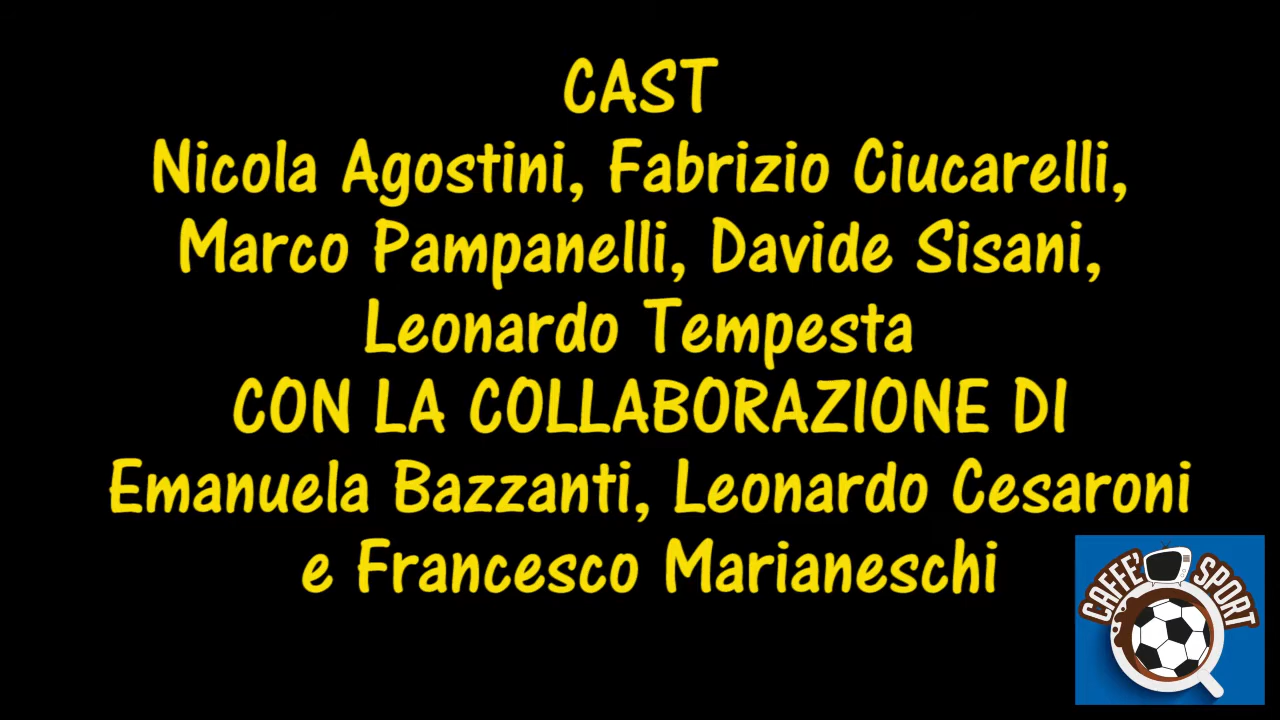 CAST
Nicola Agostini, Fabrizio Ciucarelli,
Marco Pampanelli, Davide Sisani,
Leonardo Tempesta
CON LA COLLABORAZIONE DI
Emanuela Bazzanti, Leonardo Cesaroni
e Francesco Marianeschi
CAFFE' SPORT